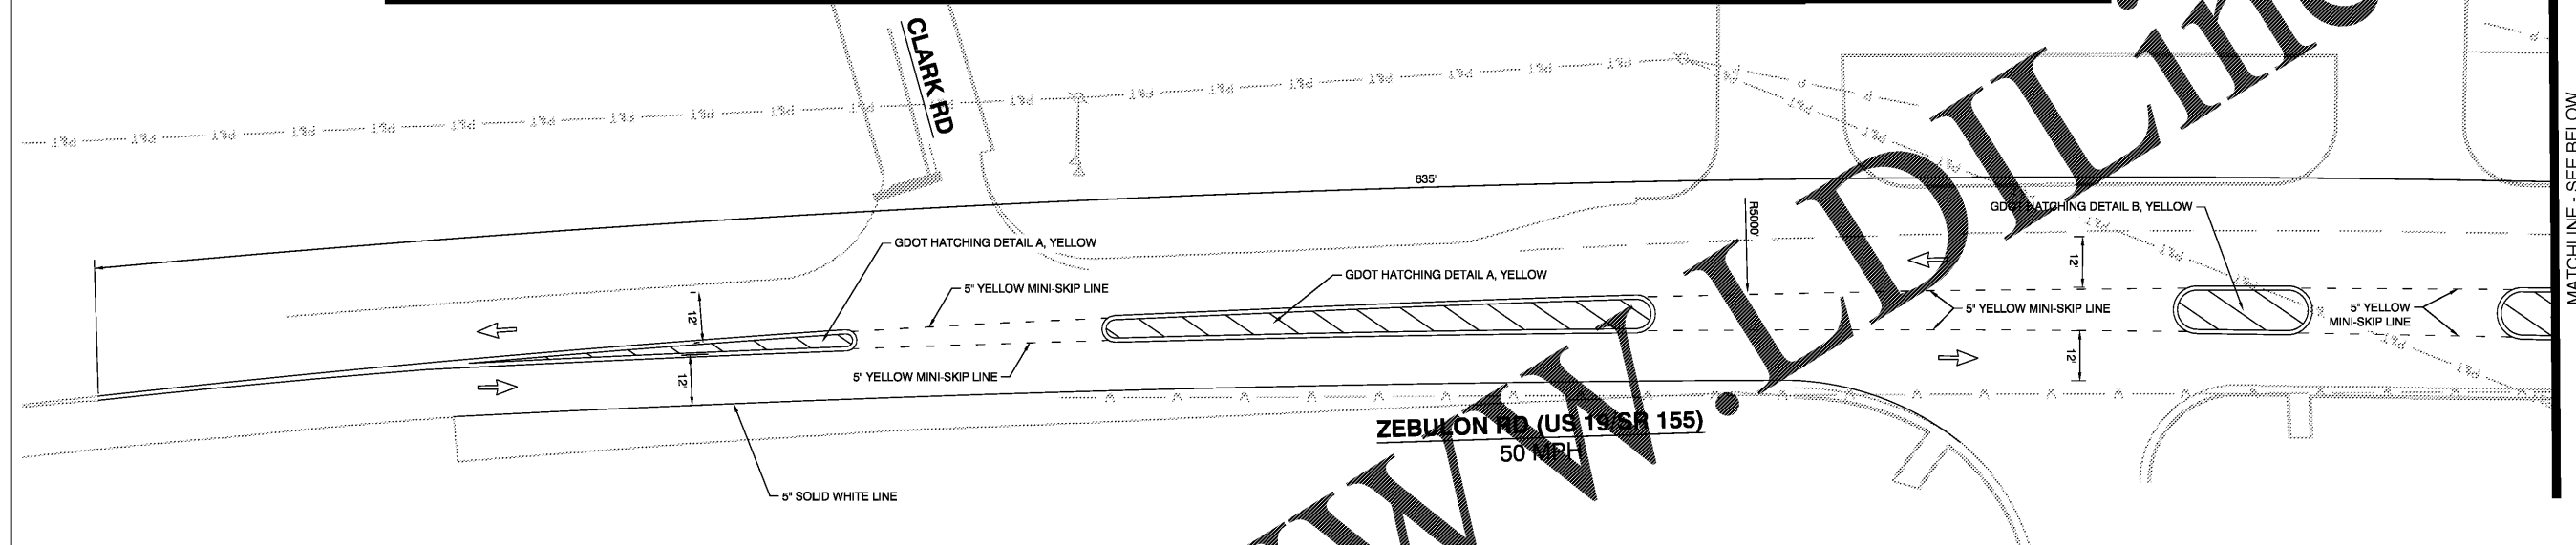 CLARK RD
635'
R5000'
GDOT HATCHING DETAIL B, YELLOW
GDOT HATCHING DETAIL A, YELLOW
GDOT HATCHING DETAIL A, YELLOW
5" YELLOW MINI-SKIP LINE
12'
12'
5" YELLOW MINI-SKIP LINE
5" YELLOW
MINI-SKIP LINE
12'
12'
5" YELLOW MINI-SKIP LINE
ZEBULON RD (US 19/SR 155)
50 MPH
5" SOLID WHITE LINE
MATCHLINE - SEE BELOW
P&T P&T P&T P&T P&T P&T P&T P&T P&T P&T P&T P&T P&T P&T P&T P&T P&T P&T P&T P&T
WWW.LDILine